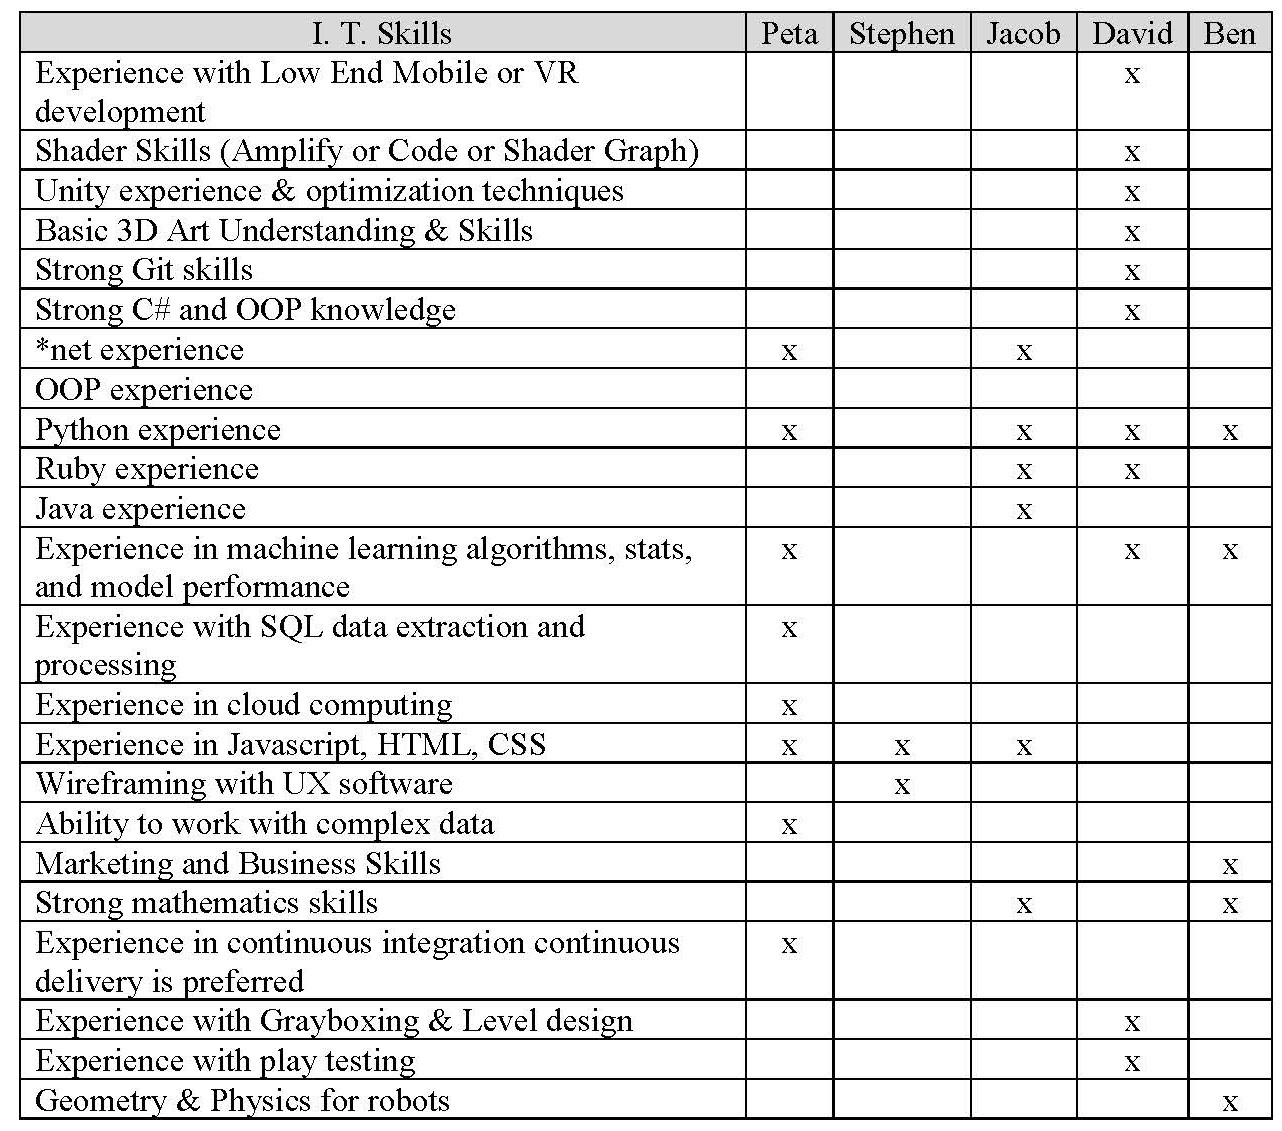 I. T. Skills Peta Stephen Jacob David Ben
Experience with Low End Mobile or VR x
development
Shader Skills (Amplify or Code or Shader Graph) x
Unity experience & optimization techniques x
Basic 3D Art Understanding & Skills x
Strong Git skills x
Strong C# and OOP knowledge x
*net experience x x
OOP experience
Python experience x x x x
Ruby experience x x
Java experience x
Experience in machine learning algorithms, stats, x x x
and model performance
Experience with SQL data extraction and x
processing
Experience in cloud computing x
Experience in Javascript, HTML, CSS x x x
Wireframing with UX software x
Ability to work with complex data x
Marketing and Business Skills x
Strong mathematics skills x x
Experience in continuous integration continuous x
delivery is preferred
Experience with Grayboxing & Level design x
Experience with play testing x
Geometry & Physics for robots x